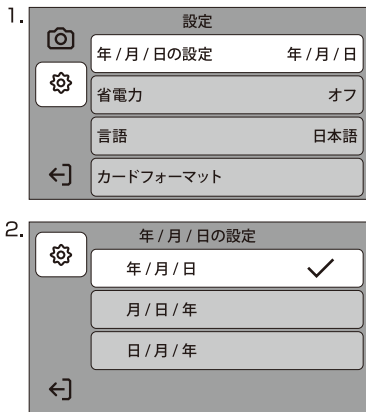 1.
設定
年/月/日の設定 年/月/日
省電力 オフ
言語 日本語
カードフォーマット
2.
年/月/日の設定
年/月/日
月/日/年
日/月/年